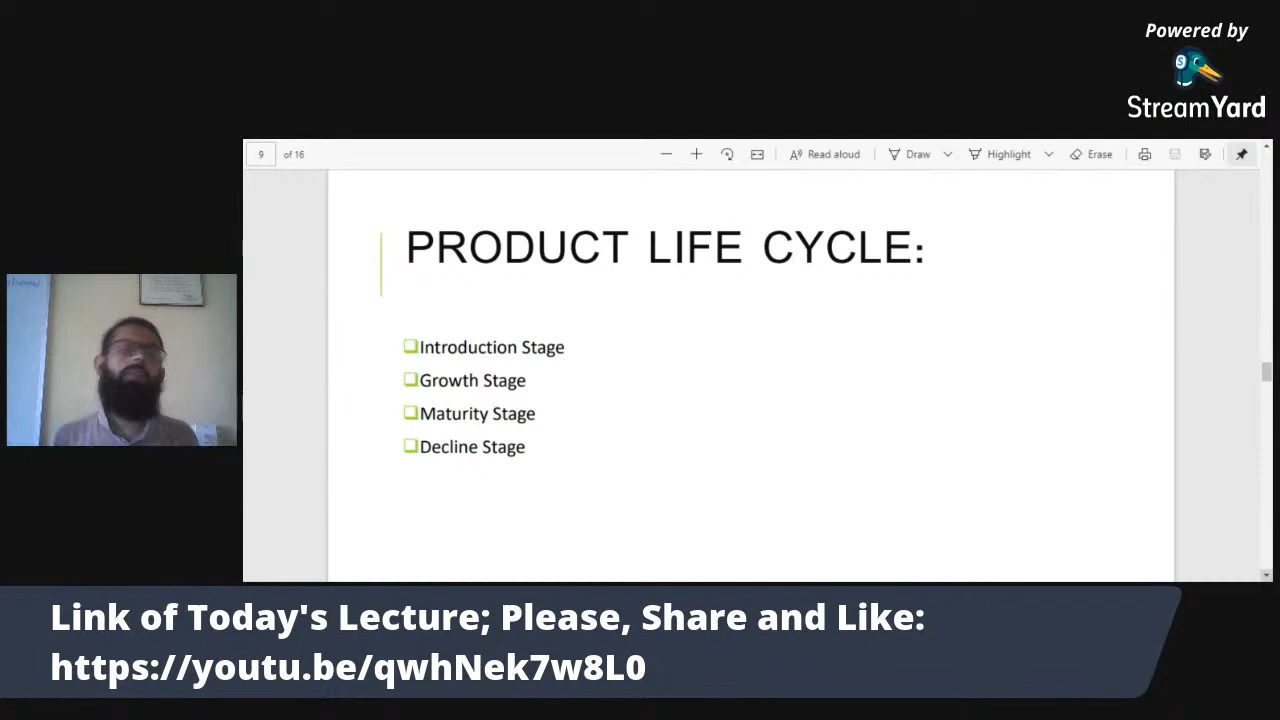 Powered by
StreamYard
9 of 16
Read aloud
Draw
Highlight
Erase
PRODUCT LIFE CYCLE:
Introduction Stage
Growth Stage
Maturity Stage
Decline Stage
Link of Today's Lecture; Please, Share and Like:
https://youtu.be/qwhNek7w8L0